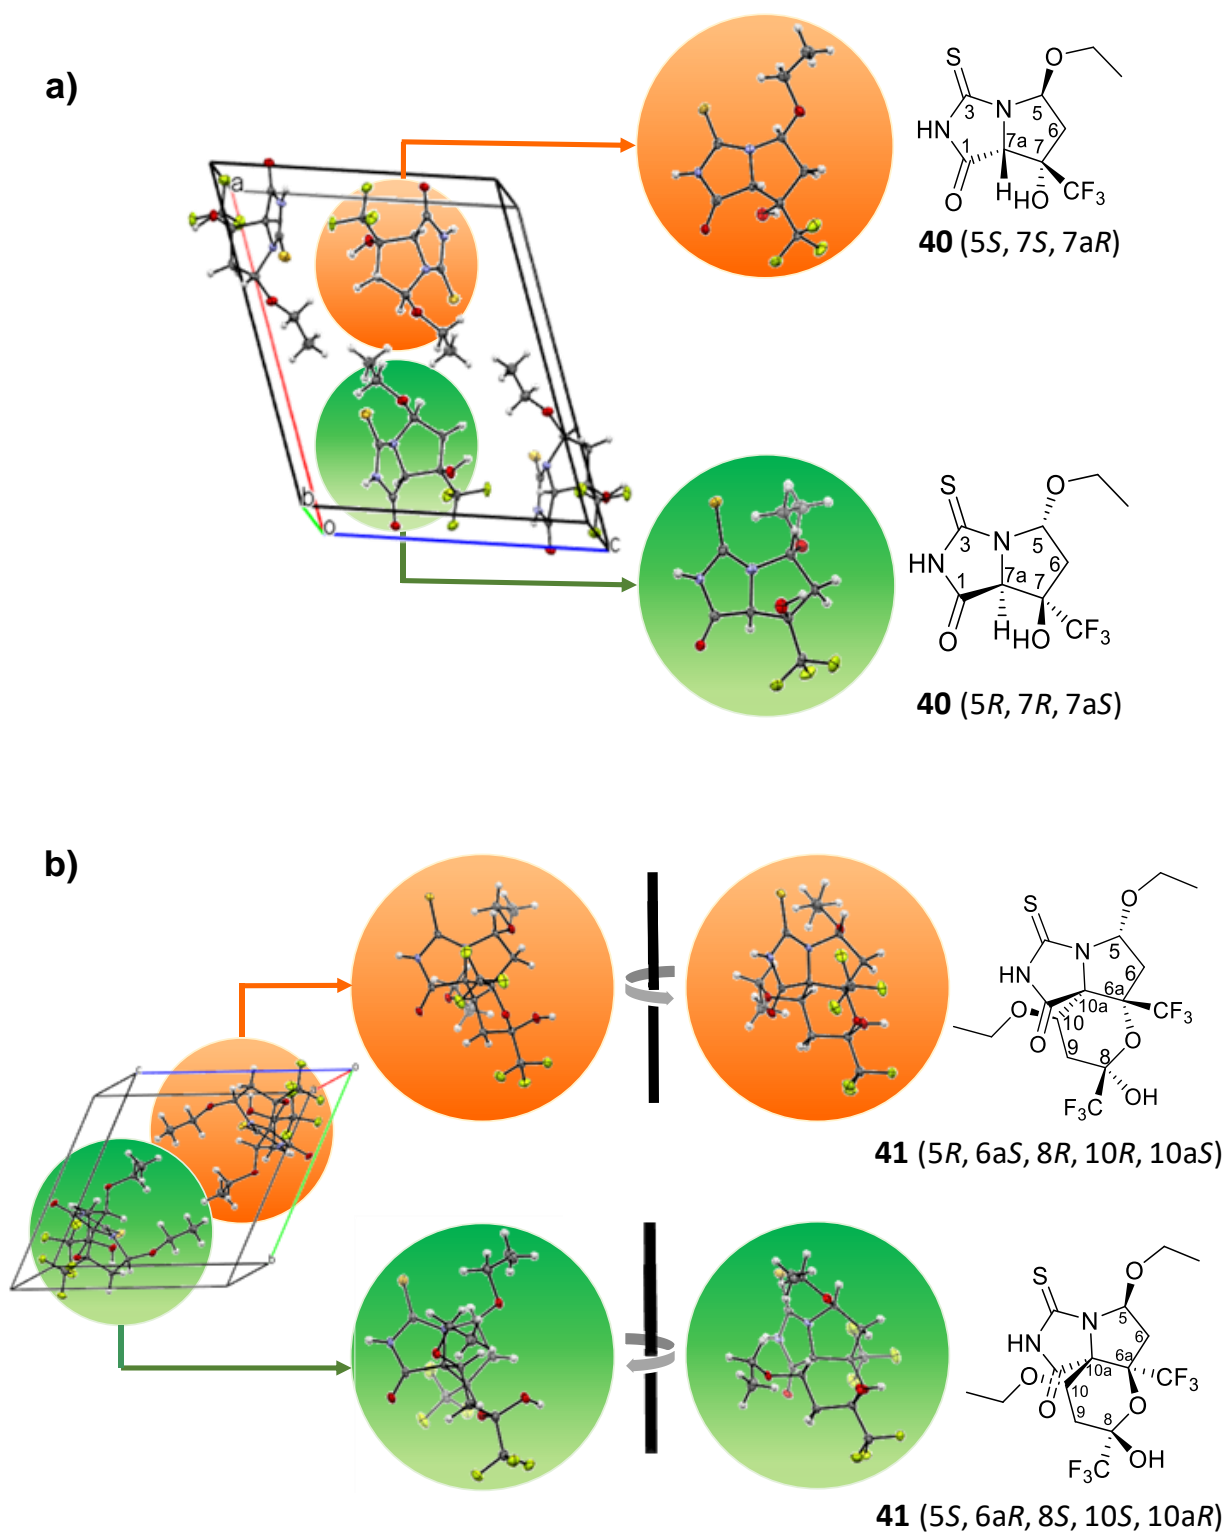 a)
a
b
o
c
S
O
N
3
5
6
HN
7a
7
1
H
HO
CF3
O
40 (5S, 7S, 7aR)
S
O
N
3
5
6
HN
7a
7
1
H
HO
CF3
O
40 (5R, 7R, 7aS)
b)
c
o
b
S
O
N
5
6
HN
6a
10a
O
10
CF3
O
9
O
8
F3C
OH
41 (5R, 6aS, 8R, 10R, 10aS)
S
O
N
5
6
HN
6a
10a
O
10
CF3
O
9
O
8
F3C
OH
41 (5S, 6aR, 8S, 10S, 10aR)